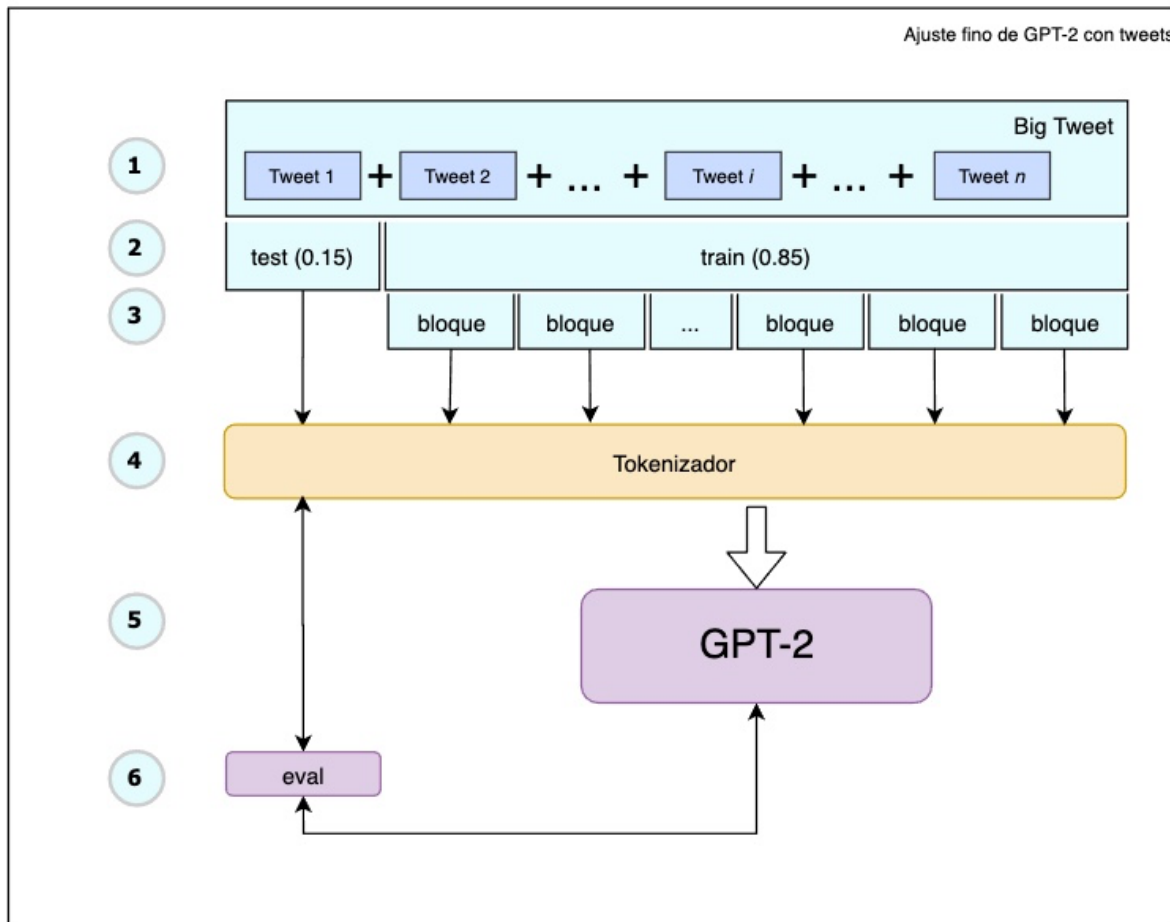 Ajuste fino de GPT-2 con tweets
Big Tweet
1
Tweet 1 + Tweet 2 + ... + Tweet i + ... + Tweet n
2
test (0.15) train (0.85)
3
bloque bloque ... bloque bloque bloque
4
Tokenizador
5
GPT-2
6
eval